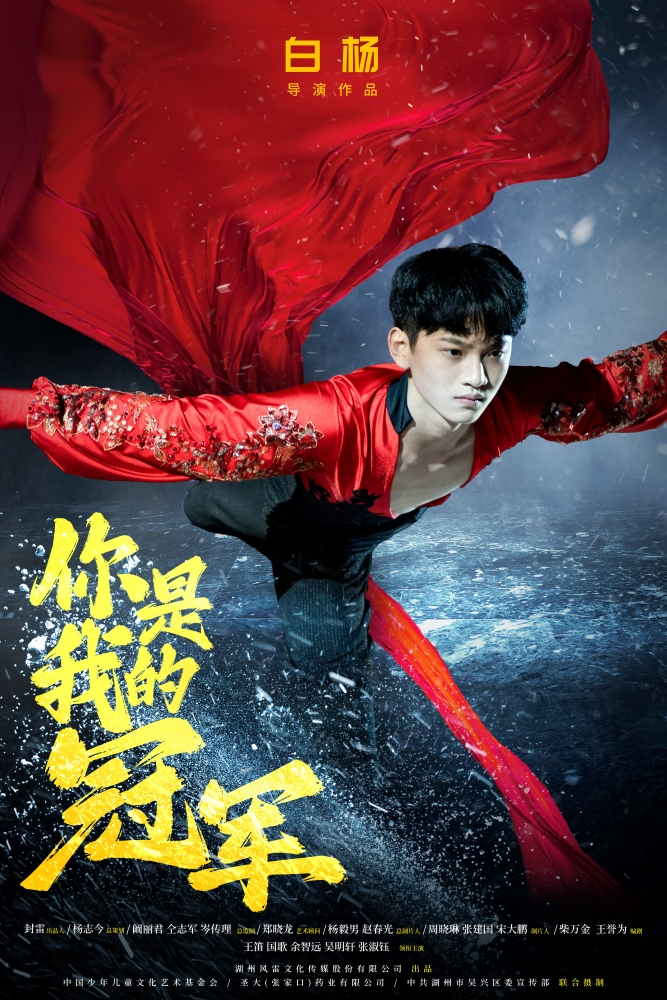 白杨
导演作品
你是
我的
冠军
封雷 出品人 / 杨志今 总策划 / 阚丽君 仝志军 岑传理 总监制 / 郑晓龙 艺术顾问 / 杨毅男 赵春光 总制片人 / 周晓琳 张建国 宋大鹏 制片人 / 柴万金 王誉为 编剧
王笛 国歌 余智远 吴明轩 张淑钰 领衔主演
湖州风雷文化传媒股份有限公司 出品
中国少年儿童文化艺术基金会 / 圣大(张家口)药业有限公司 / 中共湖州市吴兴区委宣传部 联合摄制